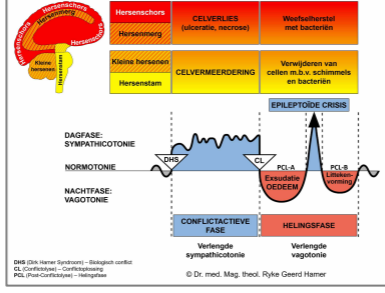 Hersenschors
Hersenmerg
Kleine hersenen
Hersenstam
Hersenschors
Hersenmerg
Kleine hersenen
Hersenstam
CELVERLIES
(ulceratie, necrose)
Weefselherstel
met bacteriën
CELVERMEERDERING
Verwijderen van
cellen m.b.v. schimmels
en bacteriën
EPILEPTOÏDE CRISIS
DAGFASE:
SYMPATHICOTONIE
NORMOTONIE
NACHTFASE:
VAGOTONIE
DHS
CL
PCL-A
PCL-B
Exsudatie
OEDEEM
Litteken-
vorming
CONFLICTACTIEVE
FASE
HELINGSFASE
Verlengde
sympathicotonie
Verlengde
vagotonie
DHS (Dirk Hamer Syndroom) – Biologisch conflict
CL (Conflictolyse) – Conflictoplossing
PCL (Post-Conflictolyse) – Helingsfase
© Dr. med. Mag. theol. Ryke Geerd Hamer